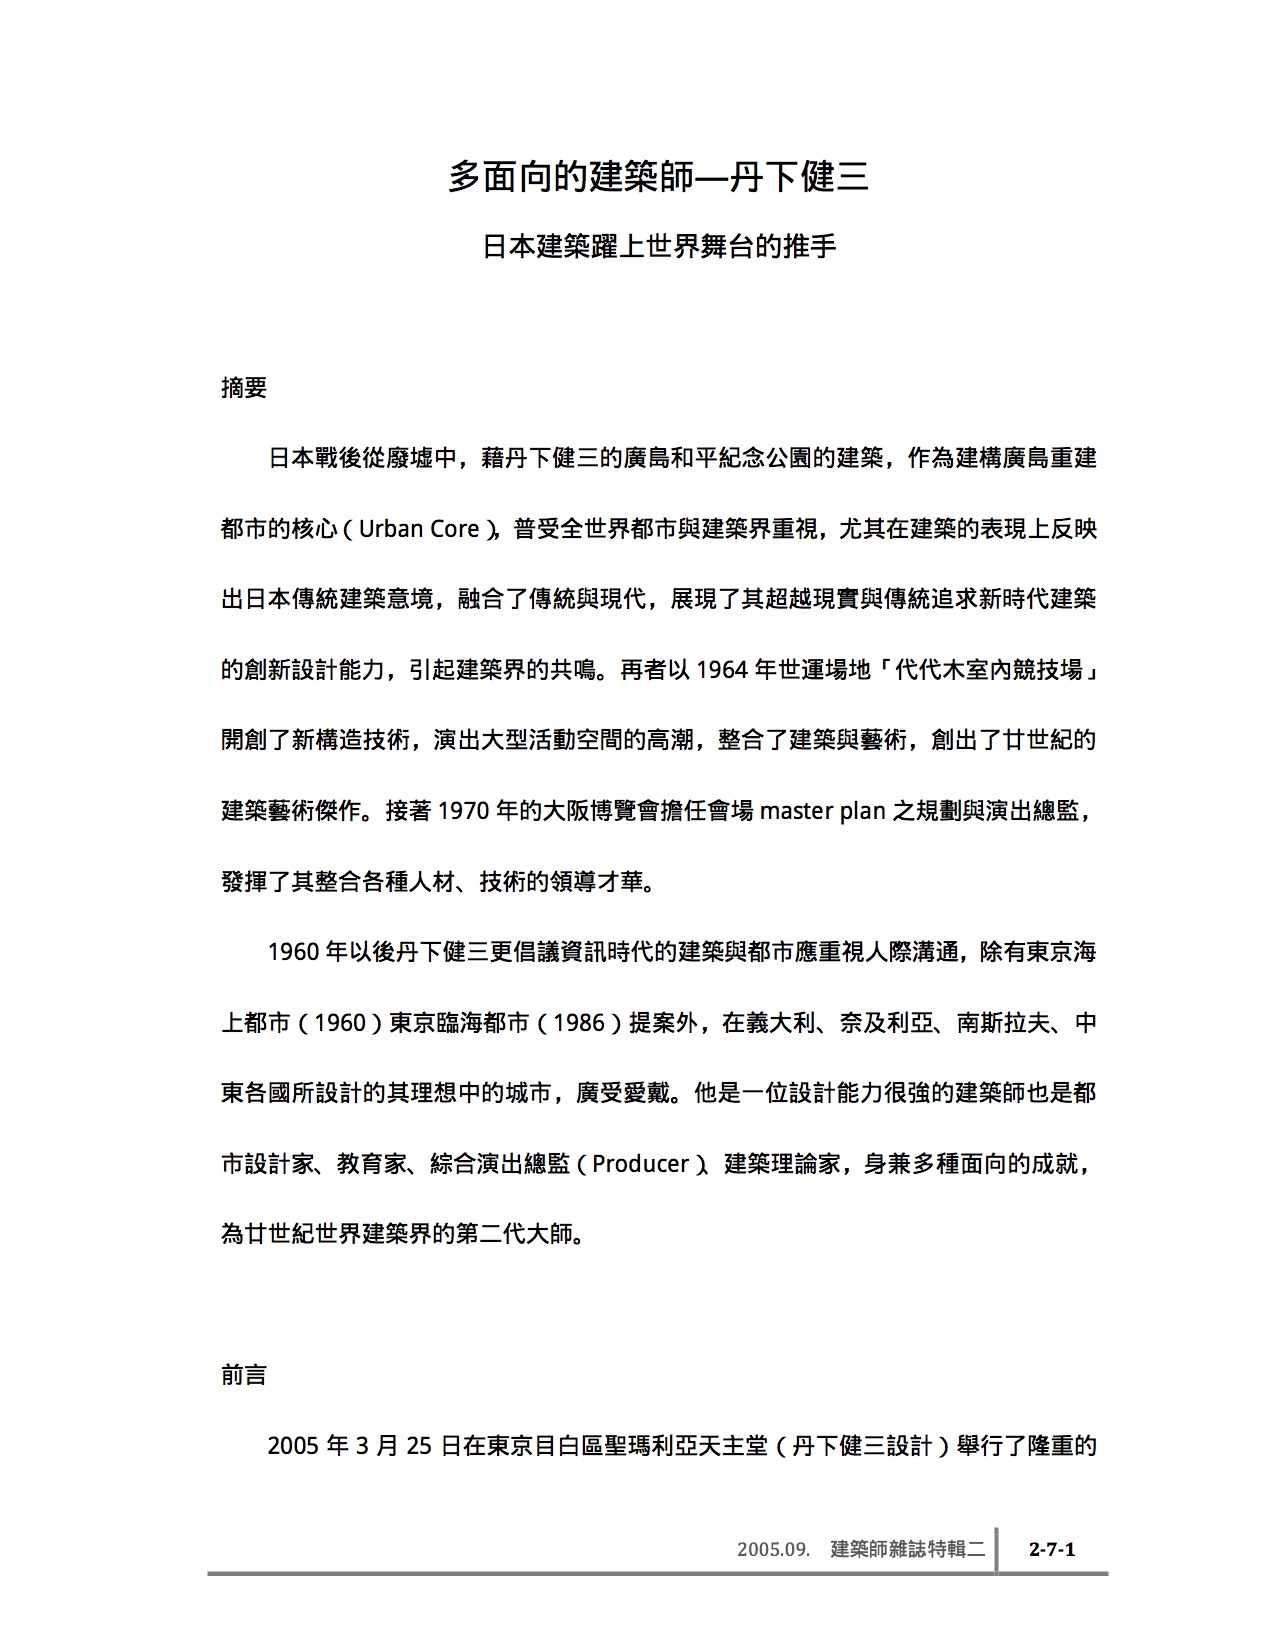 多面向的建築師—丹下健三
日本建築躍上世界舞台的推手
摘要
日本戰後從廢墟中，藉丹下健三的廣島和平紀念公園的建築，作為建構廣島重建
都市的核心（Urban Core），普受全世界都市與建築界重視，尤其在建築的表現上反映
出日本傳統建築意境，融合了傳統與現代，展現了其超越現實與傳統追求新時代建築
的創新設計能力，引起建築界的共鳴。再者以 1964 年世運場地「代代木室內競技場」
開創了新構造技術，演出大型活動空間的高潮，整合了建築與藝術，創出了廿世紀的
建築藝術傑作。接著 1970 年的大阪博覽會擔任會場 master plan 之規劃與演出總監，
發揮了其整合各種人材、技術的領導才華。
1960 年以後丹下健三更倡議資訊時代的建築與都市應重視人際溝通，除有東京海
上都市（1960）東京臨海都市（1986）提案外，在義大利、奈及利亞、南斯拉夫、中
東各國所設計的其理想中的城市，廣受愛戴。他是一位設計能力很強的建築師也是都
市設計家、教育家、綜合演出總監（Producer）、建築理論家，身兼多種面向的成就，
為廿世紀世界建築界的第二代大師。
前言
2005 年 3 月 25 日在東京目白區聖瑪利亞天主堂（丹下健三設計）舉行了隆重的
2005.09. 建築師雜誌特輯二 2-7-1